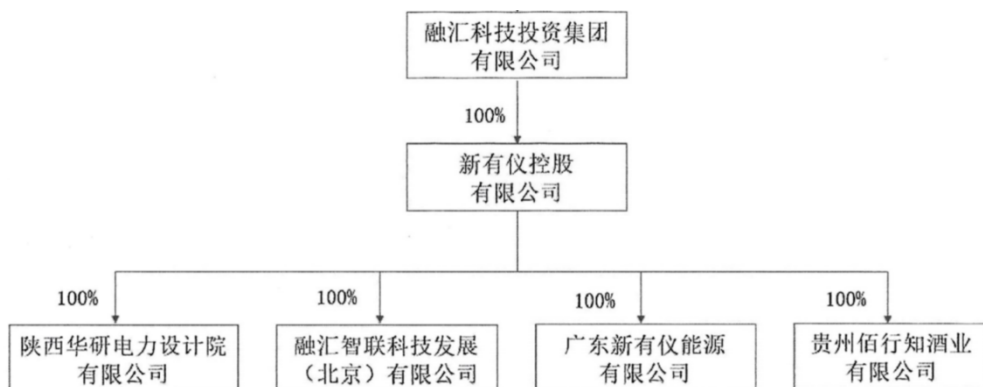 融汇科技投资集团
有限公司
100%
新有仪控股
有限公司
100%
100%
100%
100%
陕西华研电力设计院
有限公司
融汇智联科技发展
（北京）有限公司
广东新有仪能源
有限公司
贵州佰行知酒业
有限公司